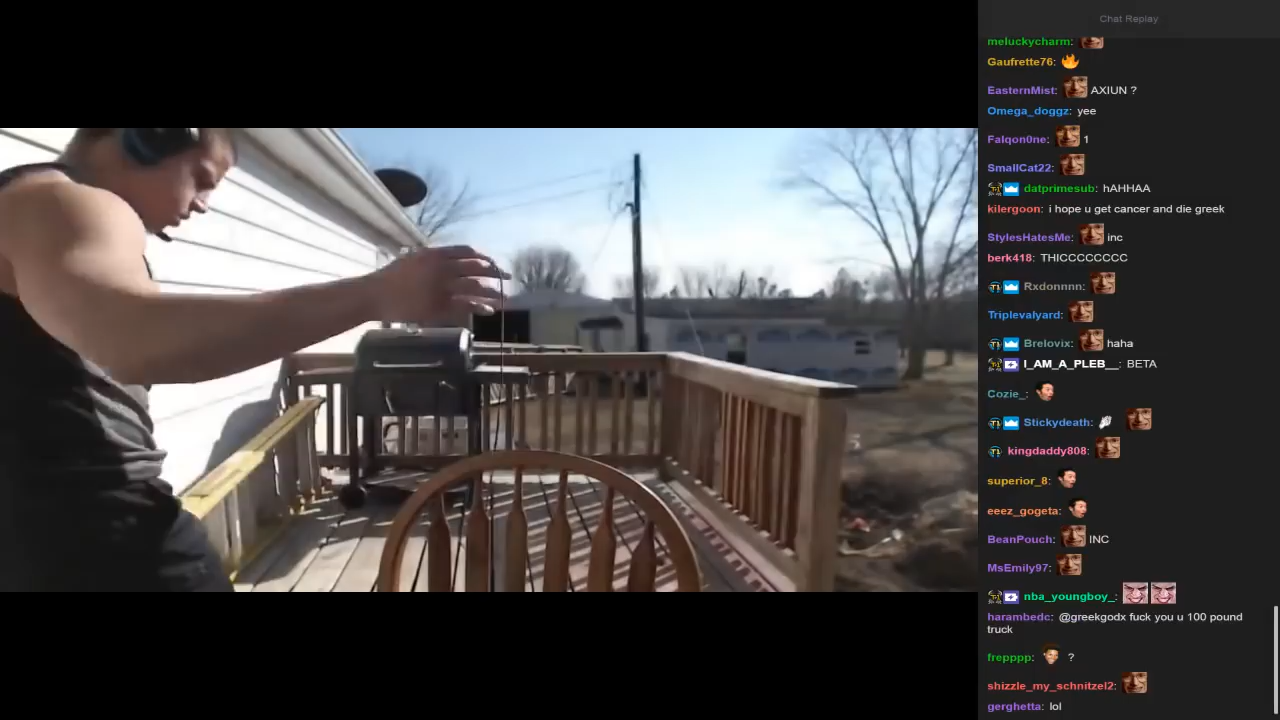 Chat Replay
meluckycharm:
Gaufrette76:
EasternMist: AXIUN ?
Omega_doggz: yee
Falqon0ne: 1
SmallCat22:
datprimesub: hAHHAA
kilergoon: i hope u get cancer and die greek
StylesHatesMe: inc
berk418: THICCCCCCCC
Rxdonnnn:
Triplevalyard:
Brelovix: haha
I_AM_A_PLEB__: BETA
Cozie_:
Stickydeath:
kingdaddy808:
superior_8:
eeez_gogeta:
BeanPouch: INC
MsEmily97:
nba_youngboy_:
harambedc: @greekgodx fuck you u 100 pound
truck
frepppp: ?
shizzle_my_schnitzel2:
gerghetta: lol